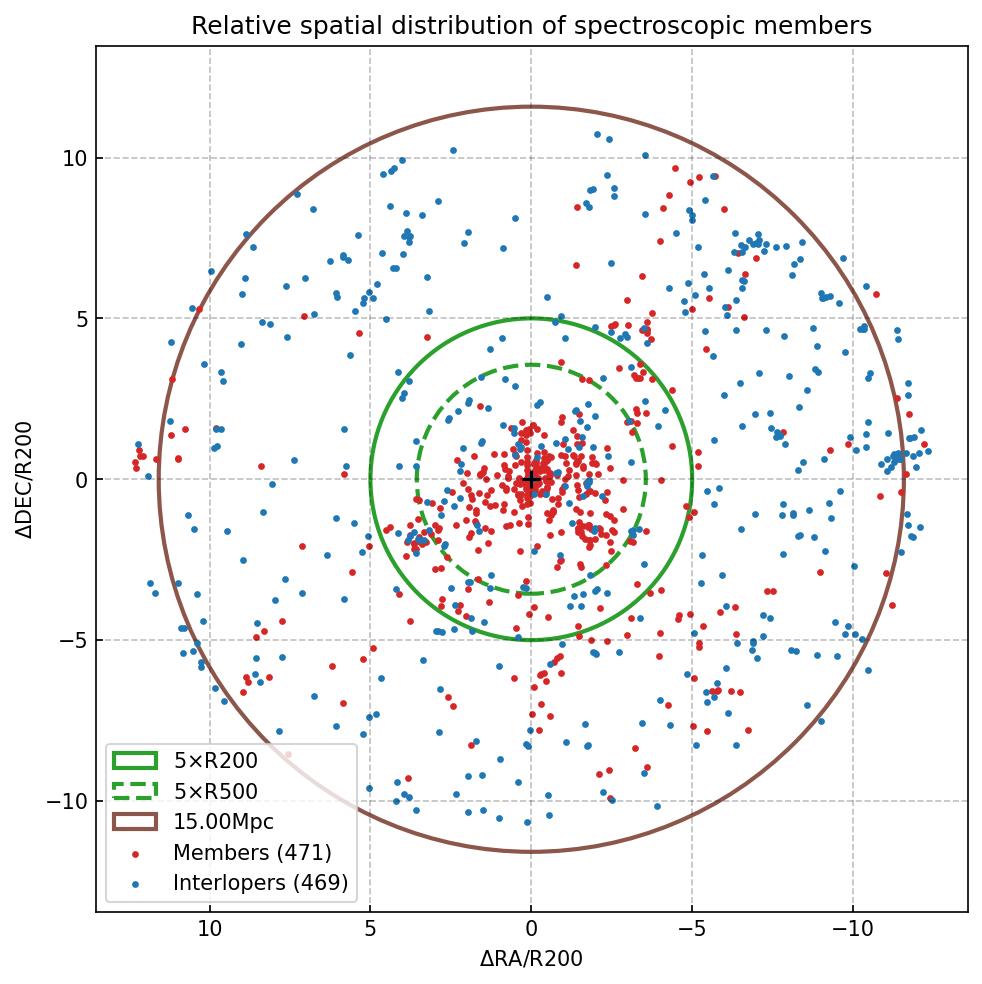 Relative spatial distribution of spectroscopic members
10
5
0
−5
−10
ΔDEC/R200
10
5
0
−5
−10
ΔRA/R200
5×R200
5×R500
15.00Mpc
Members (471)
Interlopers (469)